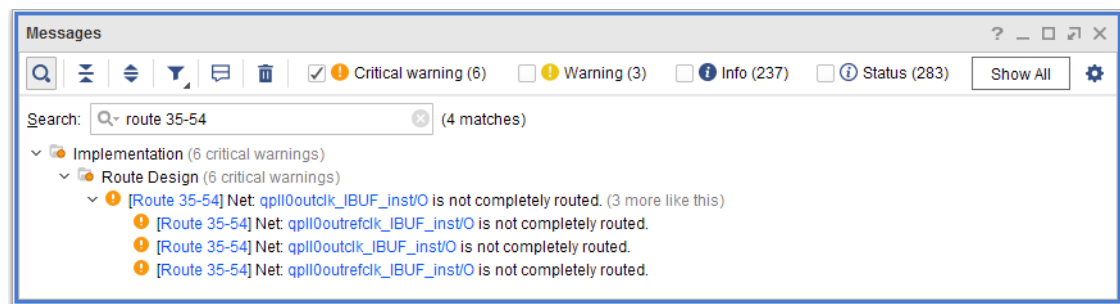 Messages
Critical warning (6) Warning (3) Info (237) Status (283) Show All
Search: route 35-54 (4 matches)
Implementation (6 critical warnings)
Route Design (6 critical warnings)
[Route 35-54] Net: qpll0outclk_IBUF_inst/O is not completely routed. (3 more like this)
[Route 35-54] Net: qpll0outrefclk_IBUF_inst/O is not completely routed.
[Route 35-54] Net: qpll0outclk_IBUF_inst/O is not completely routed.
[Route 35-54] Net: qpll0outrefclk_IBUF_inst/O is not completely routed.